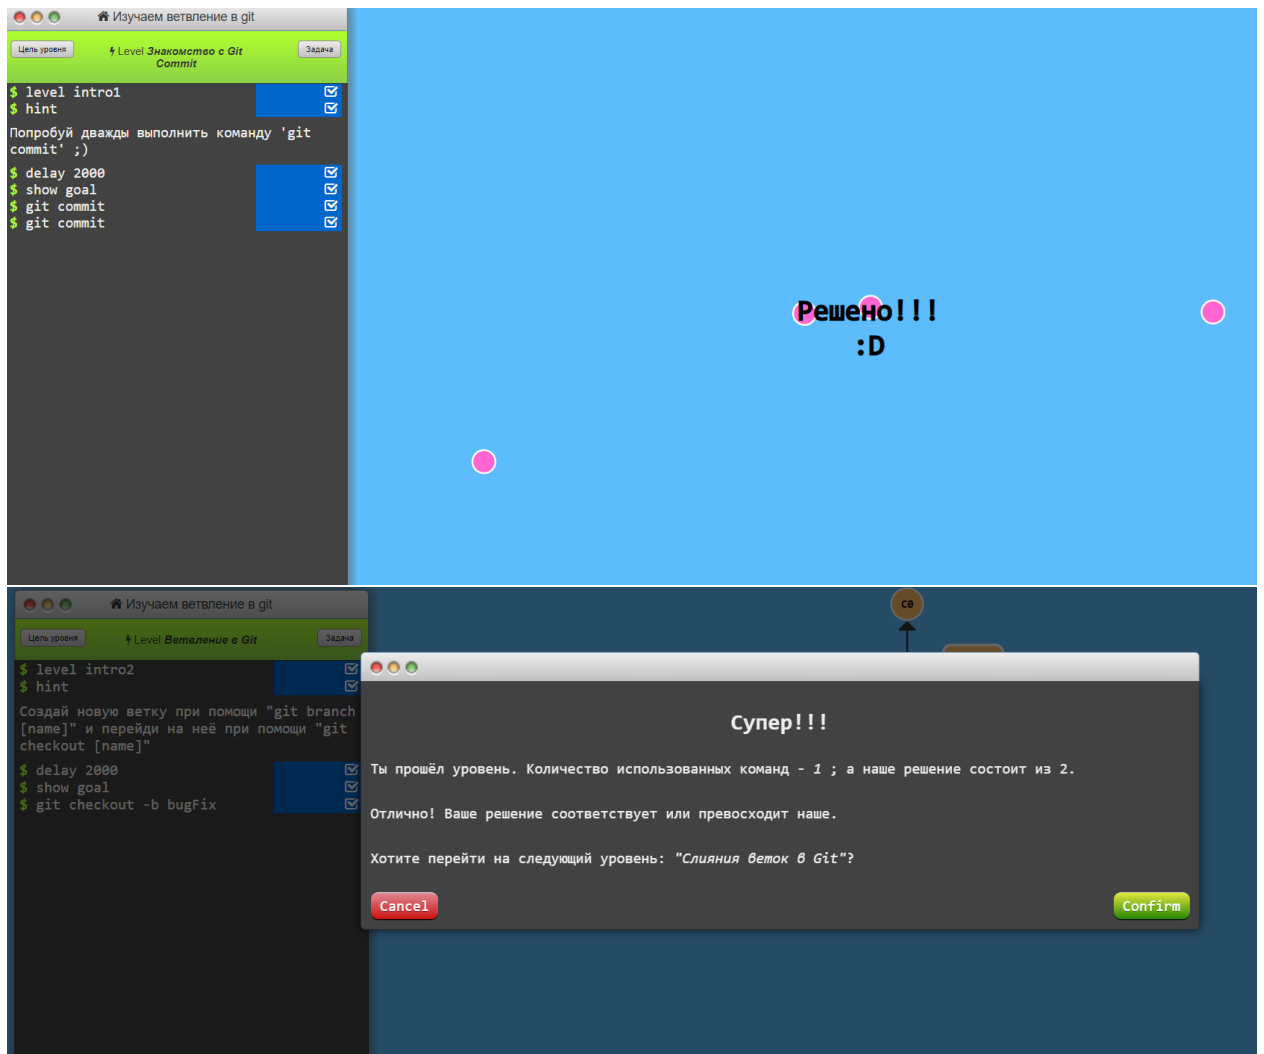 Изучаем ветвление в git
Цель уровня
Level Знакомство с Git
Commit
Задача
$ level intro1
$ hint
Попробуй дважды выполнить команду 'git
commit' ;)
$ delay 2000
$ show goal
$ git commit
$ git commit
Решено!!!
:D
Изучаем ветвление в git
Цель уровня
Level Ветвление в Git
Задача
$ level intro2
$ hint
Создай новую ветку при помощи "git branch
[name]" и перейди на неё при помощи "git
checkout [name]"
$ delay 2000
$ show goal
$ git checkout -b bugFix
C0
Супер!!!
Ты прошёл уровень. Количество использованных команд - 1 ; а наше решение состоит из 2.
Отлично! Ваше решение соответствует или превосходит наше.
Хотите перейти на следующий уровень: "Слияния веток в Git"?
Cancel
Confirm